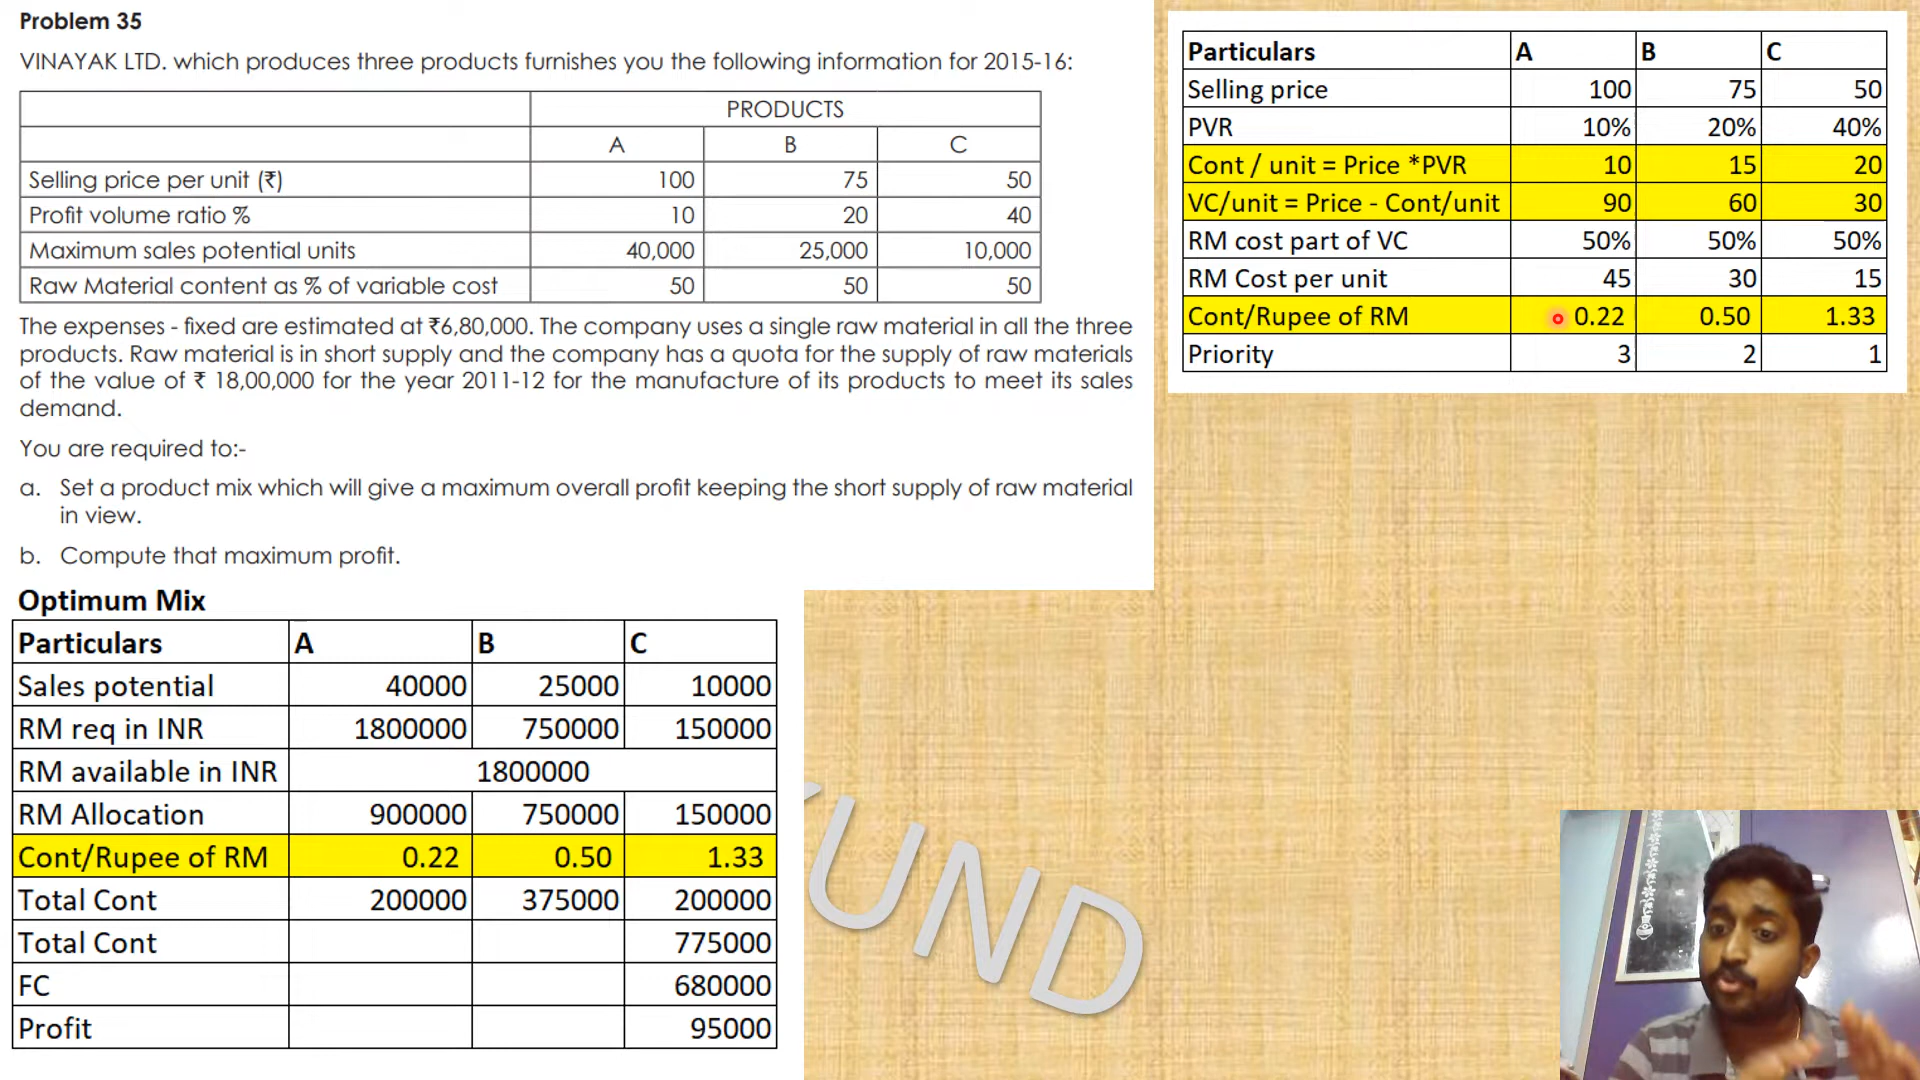 Problem 35
VINAYAK LTD. which produces three products furnishes you the following information for 2015-16:
PRODUCTS
A B C
Selling price per unit (₹) 100 75 50
Profit volume ratio % 10 20 40
Maximum sales potential units 40,000 25,000 10,000
Raw Material content as % of variable cost 50 50 50
The expenses - fixed are estimated at ₹6,80,000. The company uses a single raw material in all the three
products. Raw material is in short supply and the company has a quota for the supply of raw materials
of the value of ₹ 18,00,000 for the year 2011-12 for the manufacture of its products to meet its sales
demand.
You are required to:-
a. Set a product mix which will give a maximum overall profit keeping the short supply of raw material
in view.
b. Compute that maximum profit.
Optimum Mix
Particulars A B C
Sales potential 40000 25000 10000
RM req in INR 1800000 750000 150000
RM available in INR 1800000
RM Allocation 900000 750000 150000
Cont/Rupee of RM 0.22 0.50 1.33
Total Cont 200000 375000 200000
Total Cont 775000
FC 680000
Profit 95000
Particulars A B C
Selling price 100 75 50
PVR 10% 20% 40%
Cont / unit = Price *PVR 10 15 20
VC/unit = Price - Cont/unit 90 60 30
RM cost part of VC 50% 50% 50%
RM Cost per unit 45 30 15
Cont/Rupee of RM 0.22 0.50 1.33
Priority 3 2 1
UND